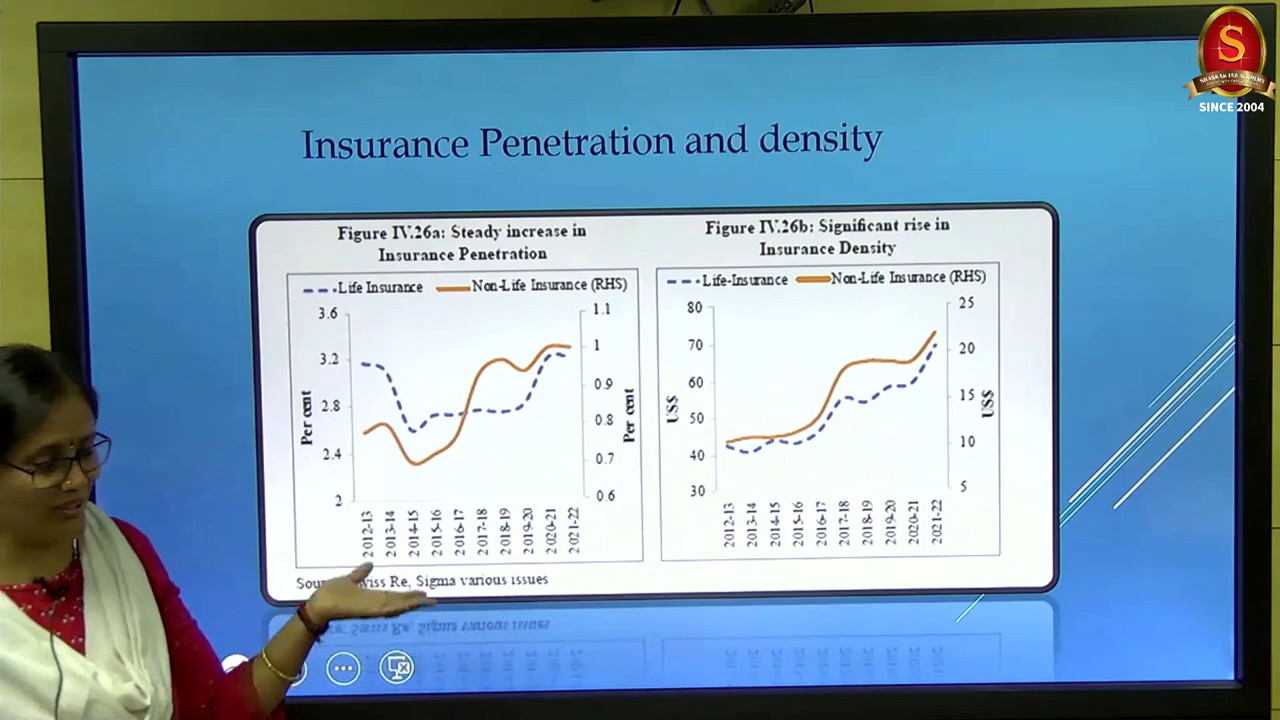 S
SHANKAR IAS ACADEMY
SINCE 2004
Insurance Penetration and density
Figure IV.26a: Steady increase in
Insurance Penetration
Life Insurance
Non-Life Insurance (RHS)
3.6
3.2
2.8
2.4
2
Per cent
1.1
1
0.9
0.8
0.7
0.6
Per cent
2012-13
2013-14
2014-15
2015-16
2016-17
2017-18
2018-19
2019-20
2020-21
2021-22
Figure IV.26b: Significant rise in
Insurance Density
Life-Insurance
Non-Life Insurance (RHS)
80
70
60
50
40
30
US$
25
20
15
10
5
US$
2012-13
2013-14
2014-15
2015-16
2016-17
2017-18
2018-19
2019-20
2020-21
2021-22
Re, Sigma various issues